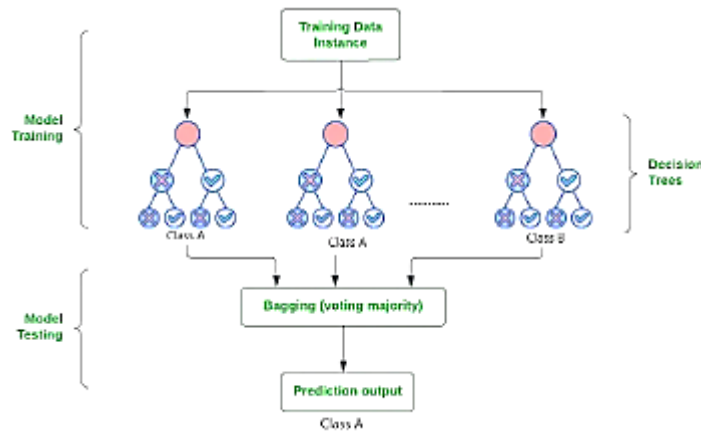 Training Data
Instance
Model
Training
Decision
Trees
Class A
Class A
..........
Class B
Model
Testing
Bagging (voting majority)
Prediction output
Class A